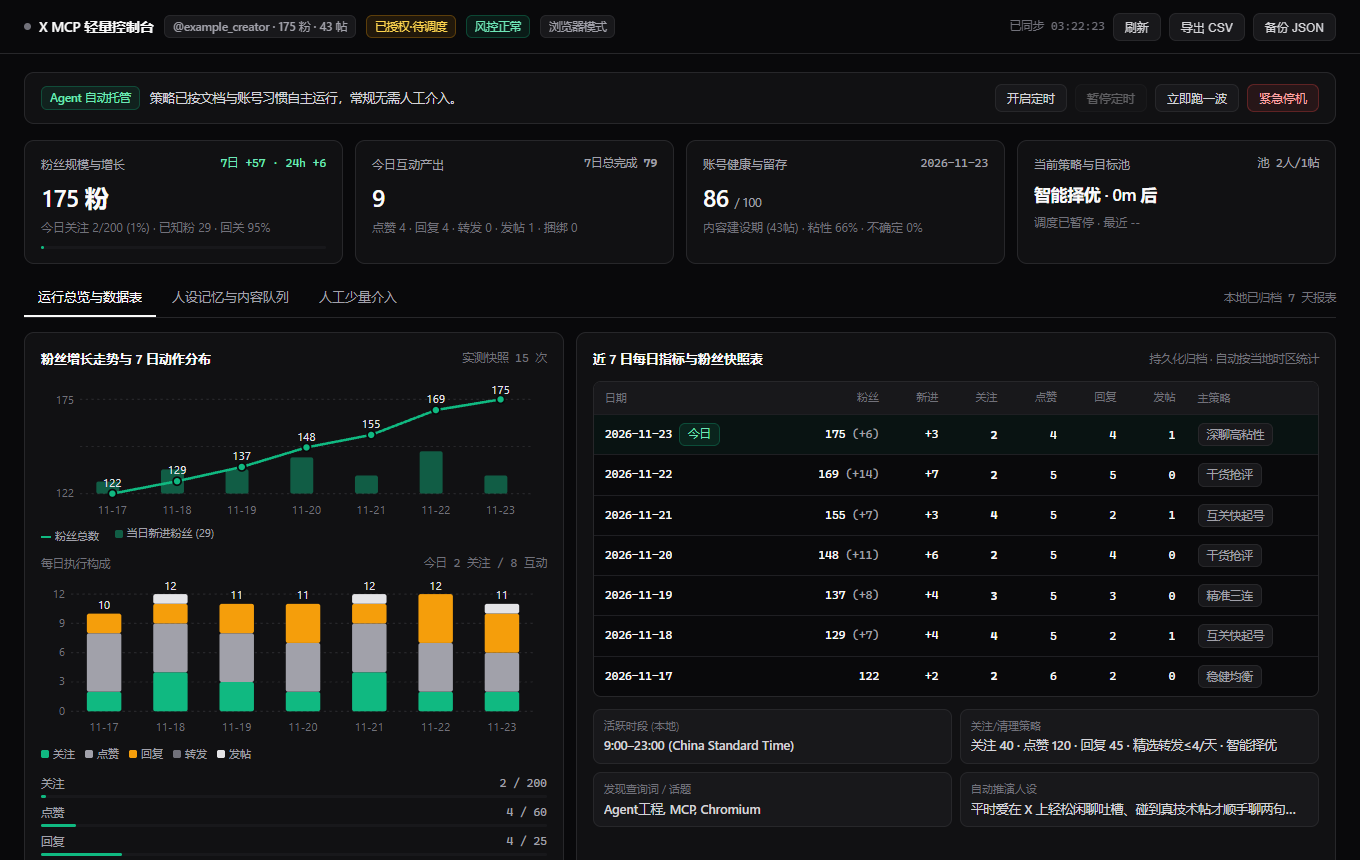 X MCP 轻量控制台 @example_creator · 175 粉 · 43 帖 已授权·待调度 风控正常 浏览器模式 已同步 03:22:23 刷新 导出 CSV 备份 JSON
Agent 自动托管 策略已按文档与账号习惯自主运行，常规无需人工介入。 开启定时 暂停定时 立即跑一波 紧急停机
粉丝规模与增长 7日 +57 · 24h +6
175 粉
今日关注 2/200 (1%) · 已知粉 29 · 回关 95%
今日互动产出 7日总完成 79
9
点赞 4 · 回复 4 · 转发 0 · 发帖 1 · 捆绑 0
账号健康与留存 2026-11-23
86 / 100
内容建设期 (43帖) · 粘性 66% · 不确定 0%
当前策略与目标池 池 2人/1帖
智能择优 · 0m 后
调度已暂停 · 最近 --
运行总览与数据表 人设记忆与内容队列 人工少量介入 本地已归档 7 天报表
粉丝增长走势与 7 日动作分布 实测快照 15 次
175
122
122 129 137 148 155 169 175
11-17 11-18 11-19 11-20 11-21 11-22 11-23
粉丝总数 当日新进粉丝 (29)
每日执行构成 今日 2 关注 / 8 互动
12
9
6
3
0
10 12 11 11 12 12 11
11-17 11-18 11-19 11-20 11-21 11-22 11-23
关注 点赞 回复 转发 发帖
关注 2 / 200
点赞 4 / 60
回复 4 / 25
近 7 日每日指标与粉丝快照表 持久化归档 · 自动按当地时区统计
日期 粉丝 新进 关注 点赞 回复 发帖 主策略
2026-11-23 今日 175 (+6) +3 2 4 4 1 深聊高粘性
2026-11-22 169 (+14) +7 2 5 5 0 干货抢评
2026-11-21 155 (+7) +3 4 5 2 1 互关快起号
2026-11-20 148 (+11) +6 2 5 4 0 干货抢评
2026-11-19 137 (+8) +4 3 5 3 0 精准三连
2026-11-18 129 (+7) +4 4 5 2 1 互关快起号
2026-11-17 122 +2 2 6 2 0 稳健均衡
活跃时段 (本地)
9:00–23:00 (China Standard Time)
关注/清理策略
关注 40 · 点赞 120 · 回复 45 · 精选转发≤4/天 · 智能择优
发现查询词 / 话题
Agent工程, MCP, Chromium
自动推演人设
平时爱在 X 上轻松闲聊吐槽、碰到真技术帖才顺手聊两句...